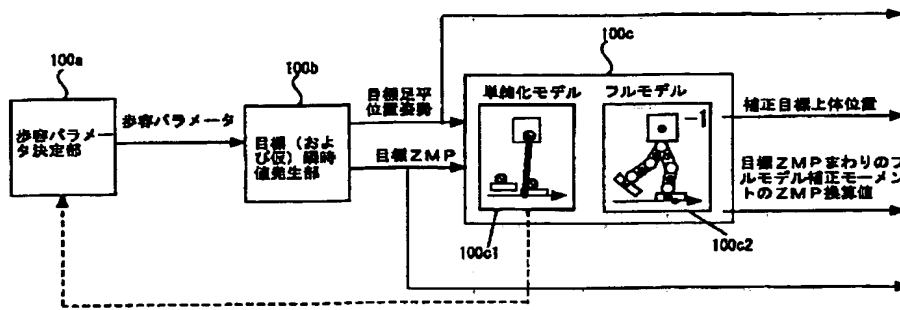 100a
歩容パラメー
タ決定部
歩容パラメータ
100b
目標(およ
び仮)瞬時
値発生部
目標足平
位置姿勢
目標ZMP
100c
単純化モデル
フルモデル
-1
100c1
100c2
補正目標上体位置
目標ZMPまわりのフ
ルモデル補正モーメン
トのZMP換算値